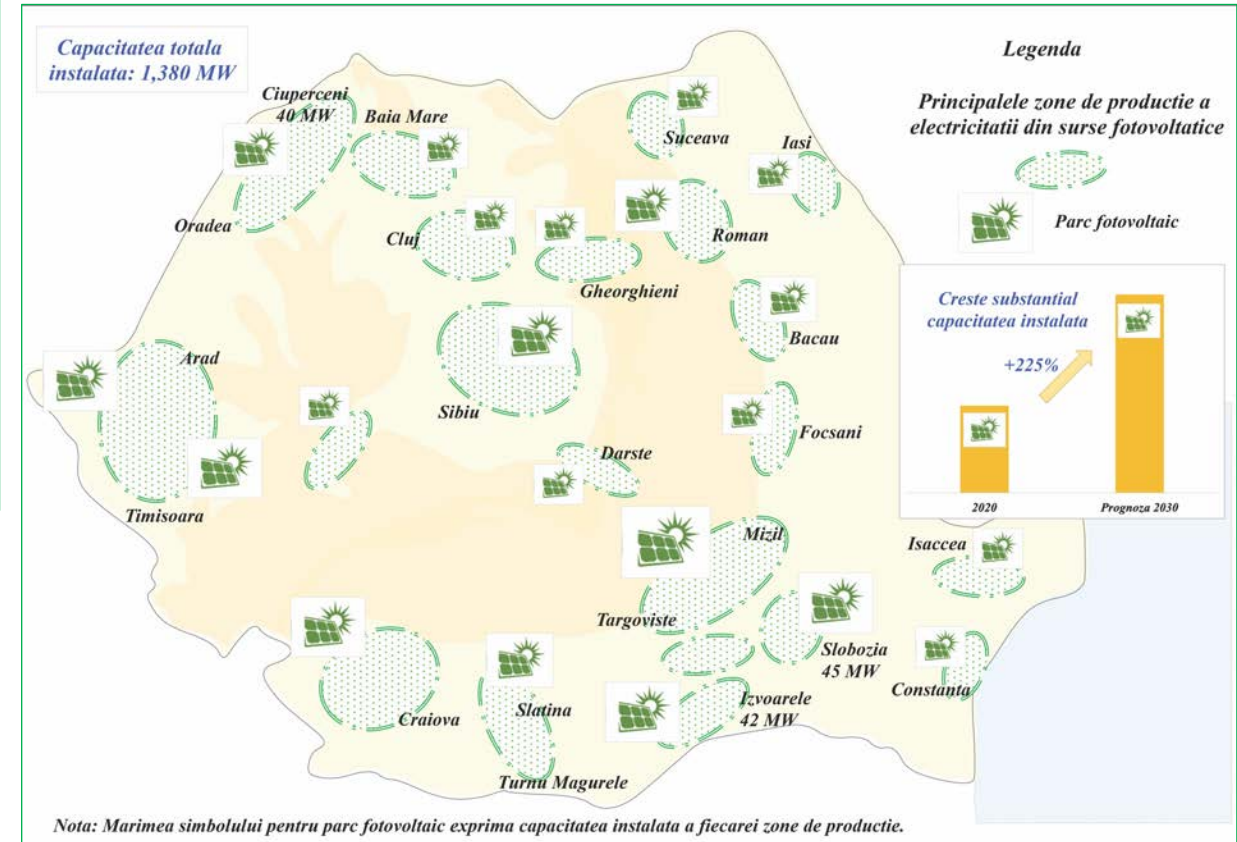 Capacitatea totala
instalata: 1,380 MW
Legenda
Principalele zone de productie a
electricitatii din surse fotovoltatice
Parc fotovoltaic
Ciuperceni
40 MW
Baia Mare
Suceava
Iasi
Oradea
Cluj
Roman
Gheorghieni
Bacau
Arad
Sibiu
Focsani
Darste
Timisoara
Mizil
Isaccea
Targoviste
Slobozia
45 MW
Constanta
Izvoarele
42 MW
Slatina
Craiova
Turnu Magurele
Creste substantial
capacitatea instalata
+225%
2020
Prognoza 2030
Nota: Marimea simbolului pentru parc fotovoltaic exprima capacitatea instalata a fiecarei zone de productie.